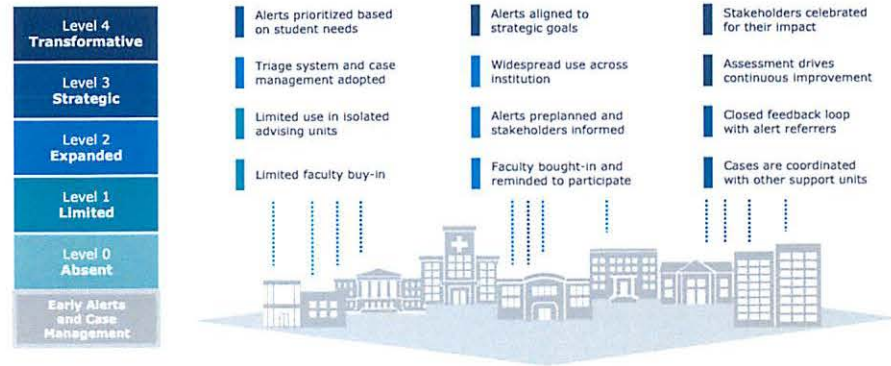 Level 4
Transformative
Level 3
Strategic
Level 2
Expanded
Level 1
Limited
Level 0
Absent
Early Alerts
and Case
Management
Alerts prioritized based
on student needs
Triage system and case
management adopted
Limited use in isolated
advising units
Limited faculty buy-in
Alerts aligned to
strategic goals
Widespread use across
institution
Alerts preplanned and
stakeholders informed
Faculty bought-in and
reminded to participate
Stakeholders celebrated
for their impact
Assessment drives
continuous improvement
Closed feedback loop
with alert referrers
Cases are coordinated
with other support units